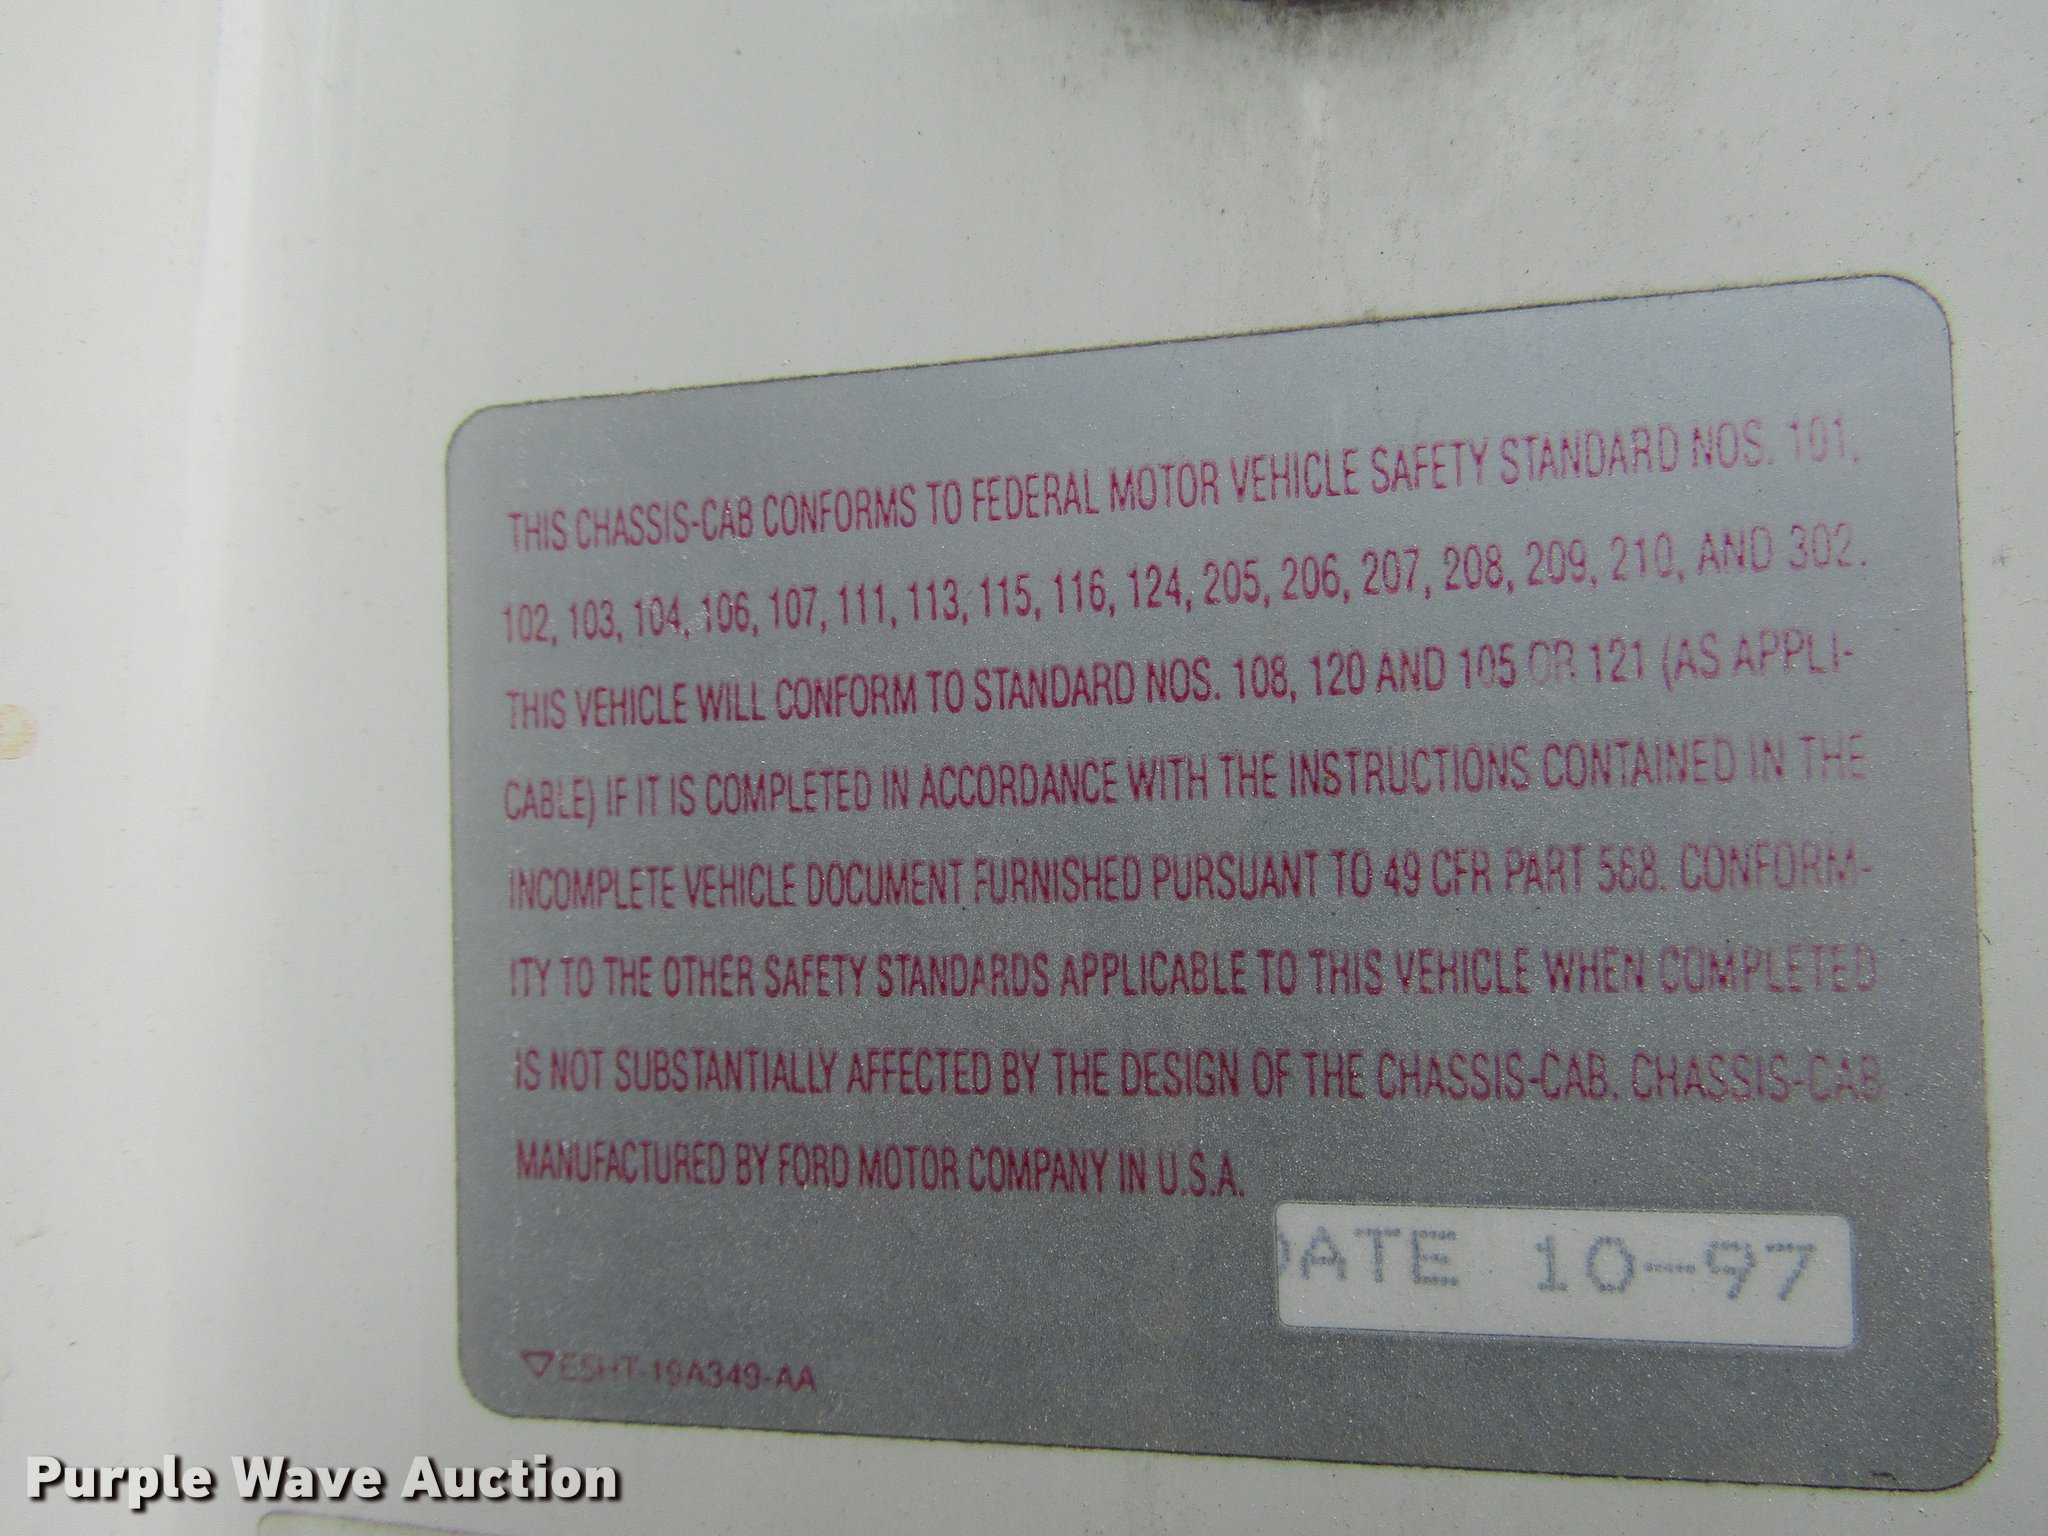 THIS CHASSIS-CAB CONFORMS TO FEDERAL MOTOR VEHICLE SAFETY STANDARD NOS. 101,
102, 103, 104, 106, 107, 111, 113, 115, 116, 124, 205, 206, 207, 208, 209, 210, AND 302.
THIS VEHICLE WILL CONFORM TO STANDARD NOS. 108, 120 AND 105 OR 121 (AS APPLI-
CABLE) IF IT IS COMPLETED IN ACCORDANCE WITH THE INSTRUCTIONS CONTAINED IN THE
INCOMPLETE VEHICLE DOCUMENT FURNISHED PURSUANT TO 49 CFR PART 568. CONFORM-
ITY TO THE OTHER SAFETY STANDARDS APPLICABLE TO THIS VEHICLE WHEN COMPLETED
IS NOT SUBSTANTIALLY AFFECTED BY THE DESIGN OF THE CHASSIS-CAB. CHASSIS-CAB
MANUFACTURED BY FORD MOTOR COMPANY IN U.S.A.
DATE 10-97
E5HT-19A349-AA
Purple Wave Auction